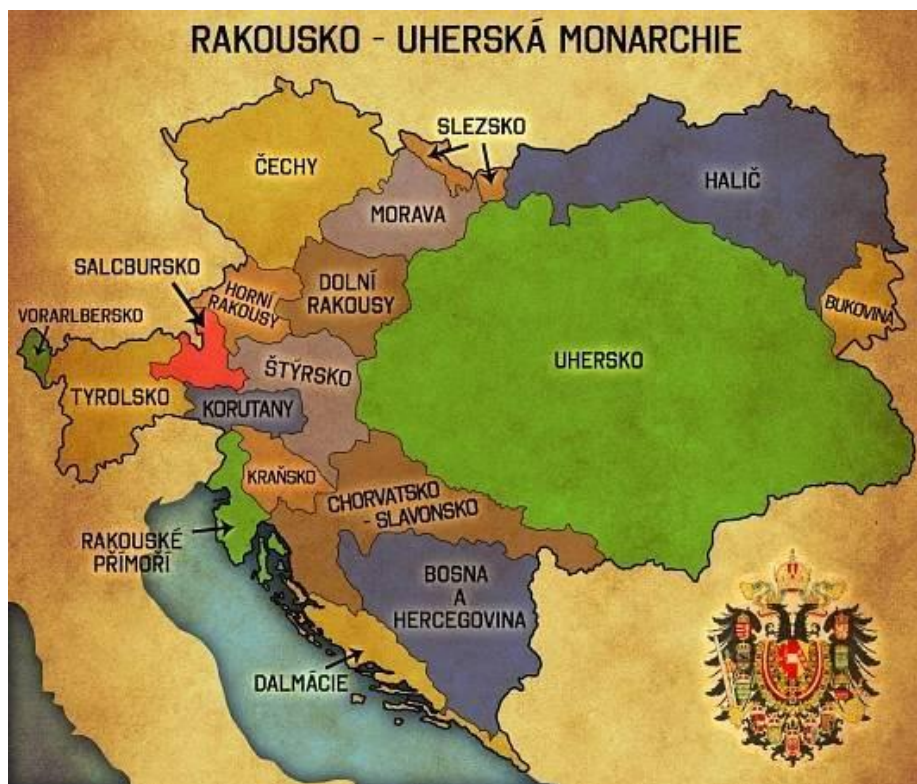 RAKOUSKO - UHERSKÁ MONARCHIE
SLEZSKO
ČECHY
HALIČ
MORAVA
SALCBURSKO
HORNÍ
RAKOUSY
DOLNÍ
RAKOUSY
BUKOVINA
VORARLBERSKO
ŠTÝRSKO
UHERSKO
TYROLSKO
KORUTANY
KRAŇSKO
CHORVATSKO
- SLAVONSKO
RAKOUSKÉ
PŘÍMOŘÍ
BOSNA
A
HERCEGOVINA
DALMÁCIE